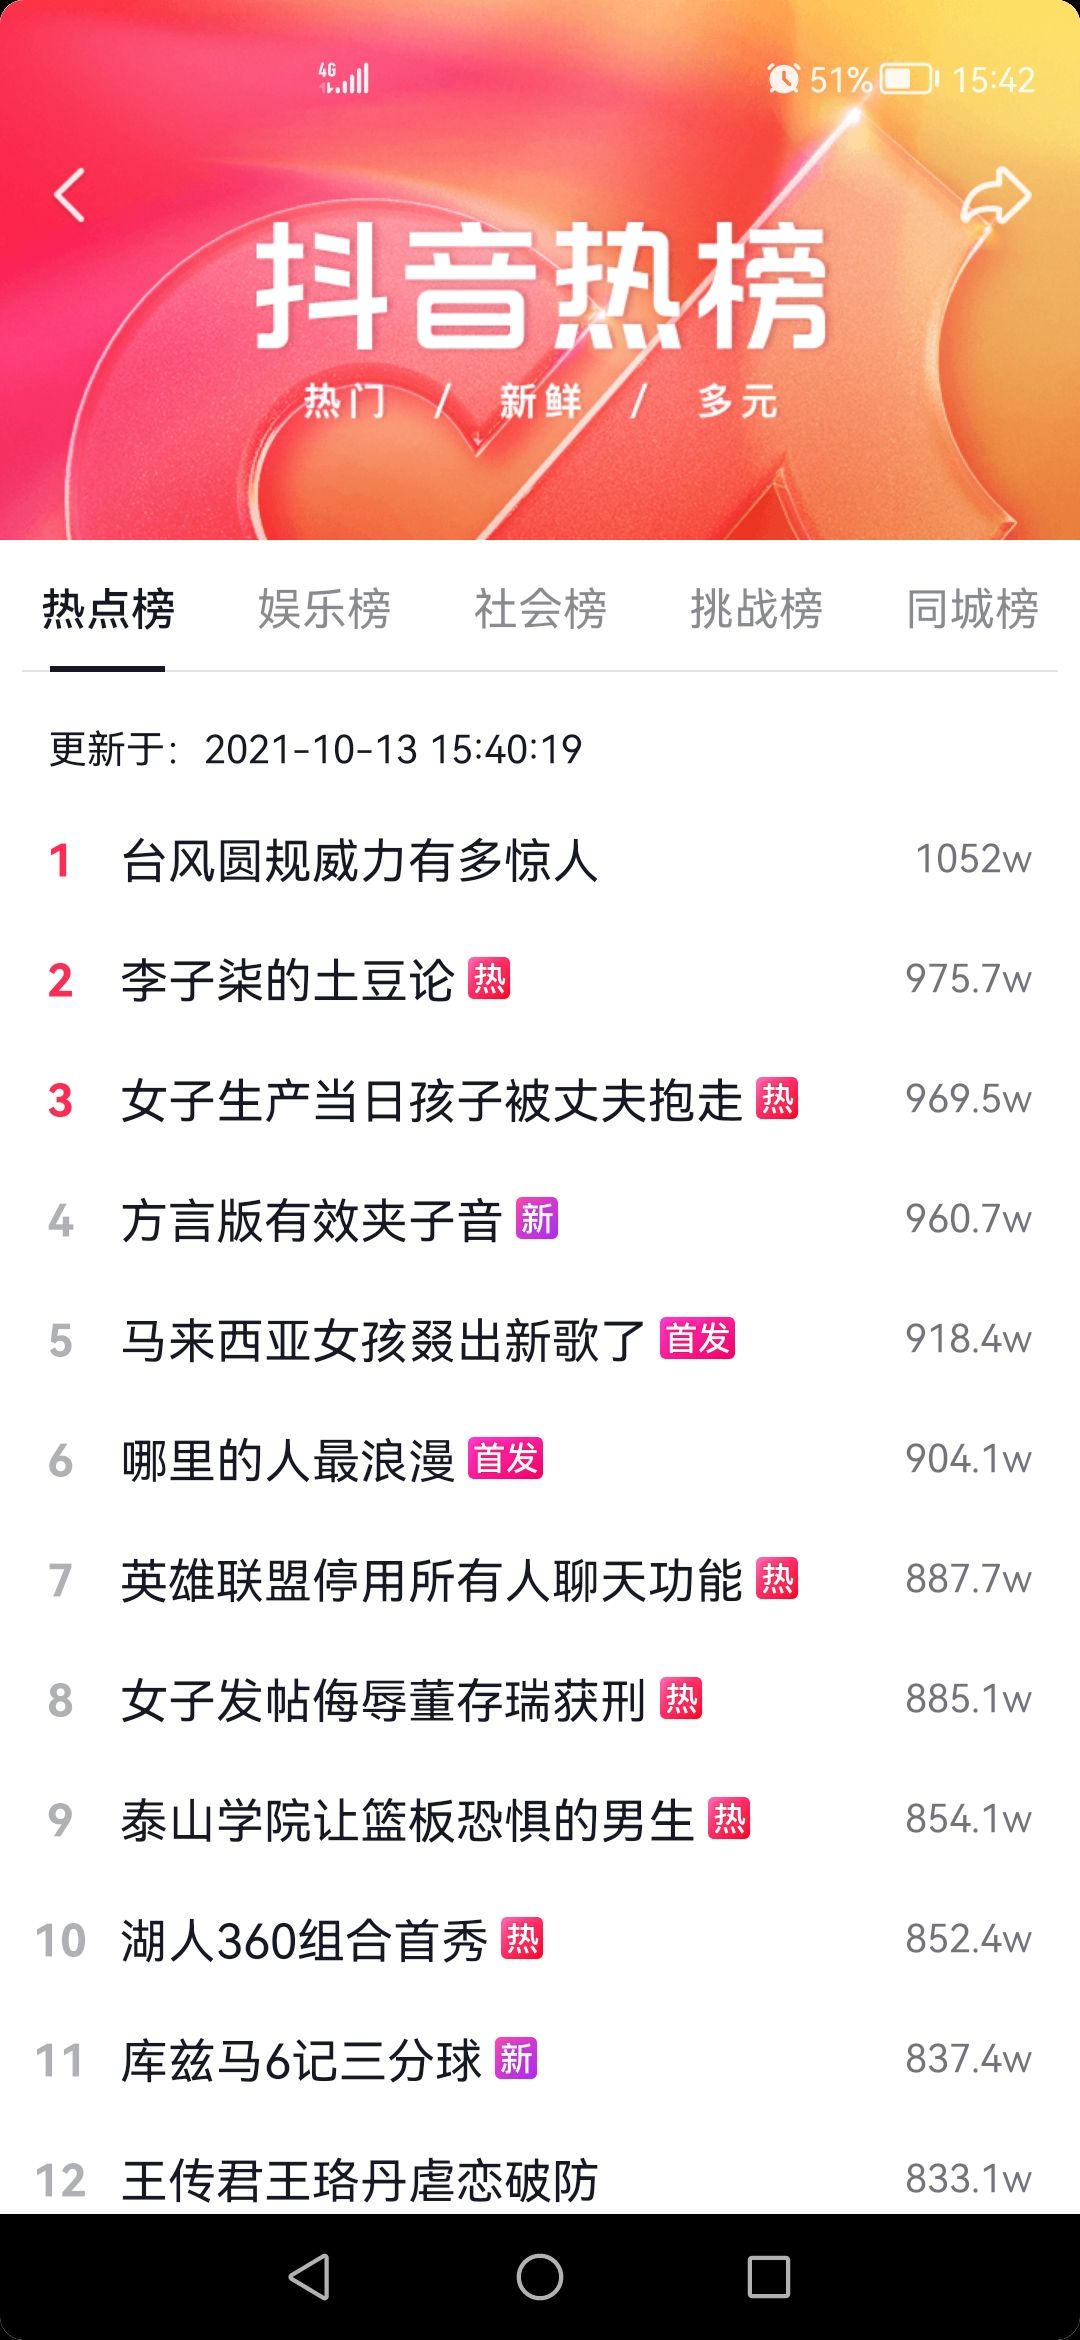 4G 51% 15:42
抖音热榜
热门 / 新鲜 / 多元
热点榜 娱乐榜 社会榜 挑战榜 同城榜
更新于：2021-10-13 15:40:19
1 台风圆规威力有多惊人 1052w
2 李子柒的土豆论 热 975.7w
3 女子生产当日孩子被丈夫抱走 热 969.5w
4 方言版有效夹子音 新 960.7w
5 马来西亚女孩叕出新歌了 首发 918.4w
6 哪里的人最浪漫 首发 904.1w
7 英雄联盟停用所有人聊天功能 热 887.7w
8 女子发帖侮辱董存瑞获刑 热 885.1w
9 泰山学院让篮板恐惧的男生 热 854.1w
10 湖人360组合首秀 热 852.4w
11 库兹马6记三分球 新 837.4w
12 王传君王珞丹虐恋破防 833.1w